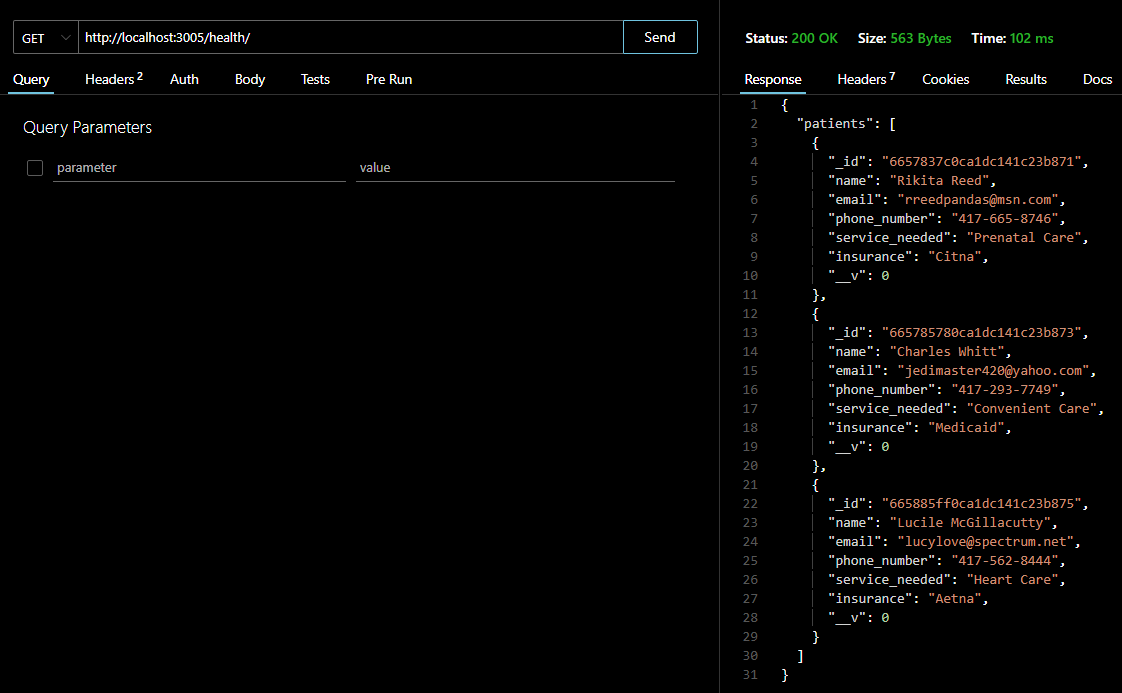 GET http://localhost:3005/health/ Send
Query Headers 2 Auth Body Tests Pre Run
Query Parameters
parameter value
Status: 200 OK Size: 563 Bytes Time: 102 ms
Response Headers 7 Cookies Results Docs
1 {
2 "patients": [
3 {
4 "_id": "6657837c0ca1dc141c23b871",
5 "name": "Rikita Reed",
6 "email": "rreedpandas@msn.com",
7 "phone_number": "417-665-8746",
8 "service_needed": "Prenatal Care",
9 "insurance": "Citna",
10 "__v": 0
11 },
12 {
13 "_id": "665785780ca1dc141c23b873",
14 "name": "Charles Whitt",
15 "email": "jedimaster420@yahoo.com",
16 "phone_number": "417-293-7749",
17 "service_needed": "Convenient Care",
18 "insurance": "Medicaid",
19 "__v": 0
20 },
21 {
22 "_id": "665885ff0ca1dc141c23b875",
23 "name": "Lucile McGillacutty",
24 "email": "lucylove@spectrum.net",
25 "phone_number": "417-562-8444",
26 "service_needed": "Heart Care",
27 "insurance": "Aetna",
28 "__v": 0
29 }
30 ]
31 }